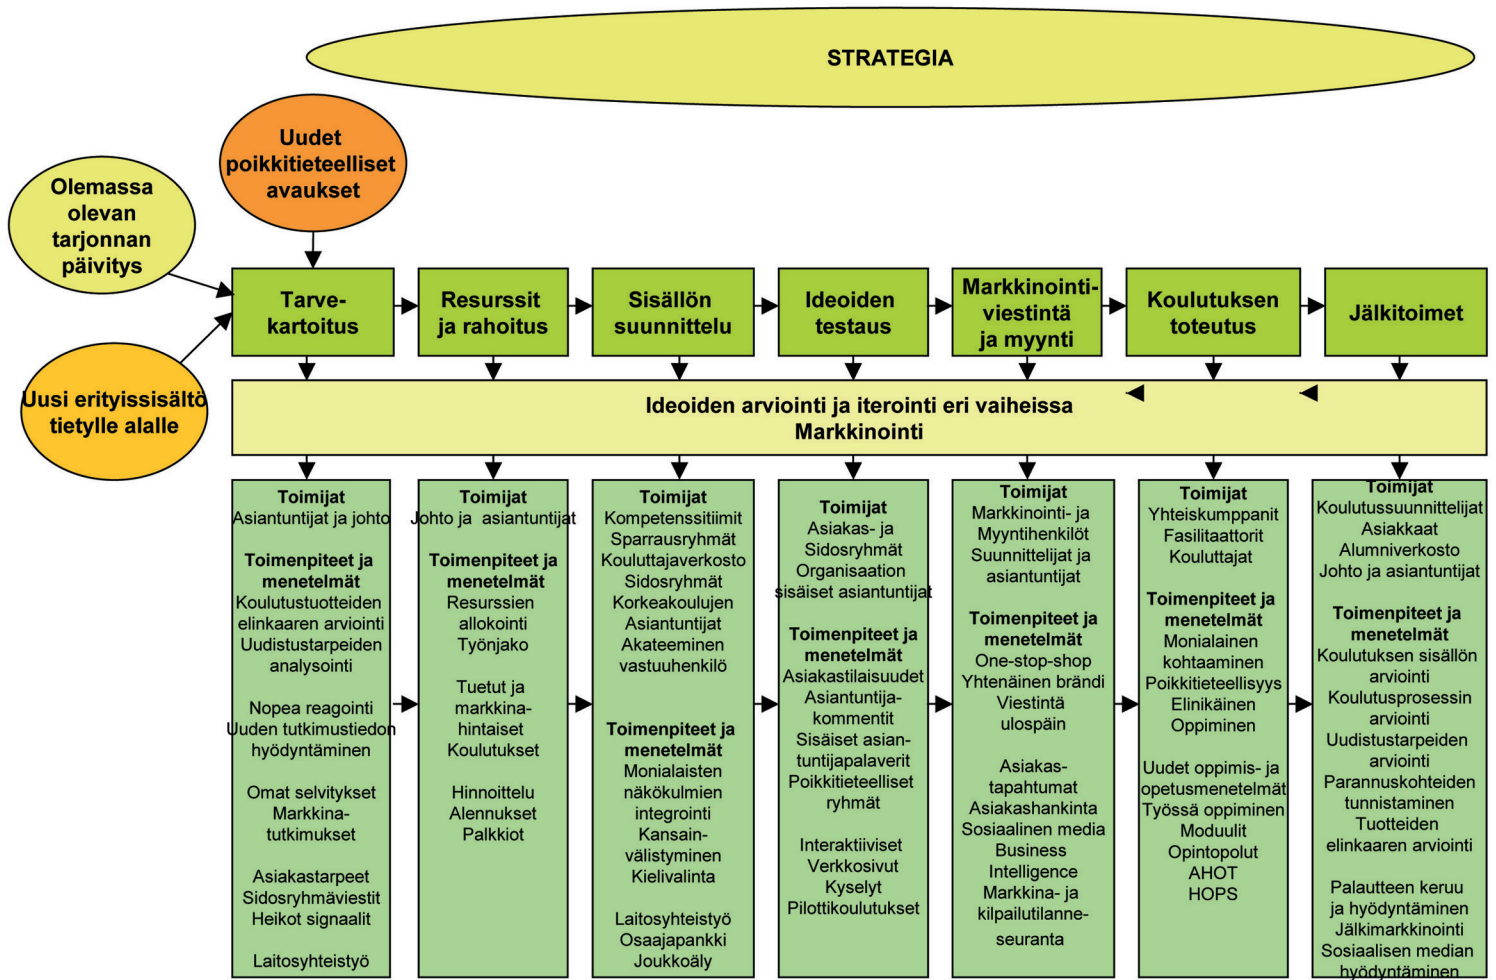 STRATEGIA
Uudet
poikkitieteelliset
avaukset
Olemassa
olevan
tarjonnan
päivitys
Uusi erityissisältö
tietylle alalle
Tarve-
kartoitus
Resurssit
ja rahoitus
Sisällön
suunnittelu
Ideoiden
testaus
Markkinointi-
viestintä
ja myynti
Koulutuksen
toteutus
Jälkitoimet
Ideoiden arviointi ja iterointi eri vaiheissa
Markkinointi
Toimijat
Asiantuntijat ja johto
Toimenpiteet ja
menetelmät
Koulutustuotteiden
elinkaaren arviointi
Uudistustarpeiden
analysointi
Nopea reagointi
Uuden tutkimustiedon
hyödyntäminen
Omat selvitykset
Markkina-
tutkimukset
Asiakastarpeet
Sidosryhmäviestit
Heikot signaalit
Laitosyhteistyö
Toimijat
Johto ja asiantuntijat
Toimenpiteet ja
menetelmät
Resurssien
allokointi
Työnjako
Tuetut ja
markkina-
hintaiset
Koulutukset
Hinnoittelu
Alennukset
Palkkiot
Toimijat
Kompetenssitiimit
Sparrausryhmät
Kouluttajaverkosto
Sidosryhmät
Korkeakoulujen
Asiantuntijat
Akateeminen
vastuuhenkilö
Toimenpiteet ja
menetelmät
Monialaisten
näkökulmien
integrointi
Kansain-
välistyminen
Kielivalinta
Laitosyhteistyö
Osaajapankki
Joukkoäly
Toimijat
Asiakas- ja
Sidosryhmät
Organisaation
sisäiset asiantuntijat
Toimenpiteet ja
menetelmät
Asiakastilaisuudet
Asiantuntija-
kommentit
Sisäiset asian-
tuntijapalaverit
Poikkitieteelliset
ryhmät
Interaktiiviset
Verkkosivut
Kyselyt
Pilottikoulutukset
Toimijat
Markkinointi- ja
Myyntihenkilöt
Suunnittelijat ja
asiantuntijat
Toimenpiteet ja
menetelmät
One-stop-shop
Yhtenäinen brändi
Viestintä
ulospäin
Asiakas-
tapahtumat
Asiakashankinta
Sosiaalinen media
Business
Intelligence
Markkina- ja
kilpailutilanne-
seuranta
Toimijat
Yhteiskumppanit
Fasilitaattorit
Kouluttajat
Toimenpiteet ja
menetelmät
Monialainen
kohtaaminen
Poikkitieteellisyys
Elinikäinen
Oppiminen
Uudet oppimis- ja
opetusmenetelmät
Työssä oppiminen
Moduulit
Opintopolut
AHOT
HOPS
Toimijat
Koulutussuunnittelijat
Asiakkaat
Alumniverkosto
Johto ja asiantuntijat
Toimenpiteet ja
menetelmät
Koulutuksen sisällön
arviointi
Koulutusprosessin
arviointi
Uudistustarpeiden
arviointi
Parannuskohteiden
tunnistaminen
Tuotteiden
elinkaaren arviointi
Palautteen keruu
ja hyödyntäminen
Jälkimarkkinointi
Sosiaalisen median
hyödyntäminen